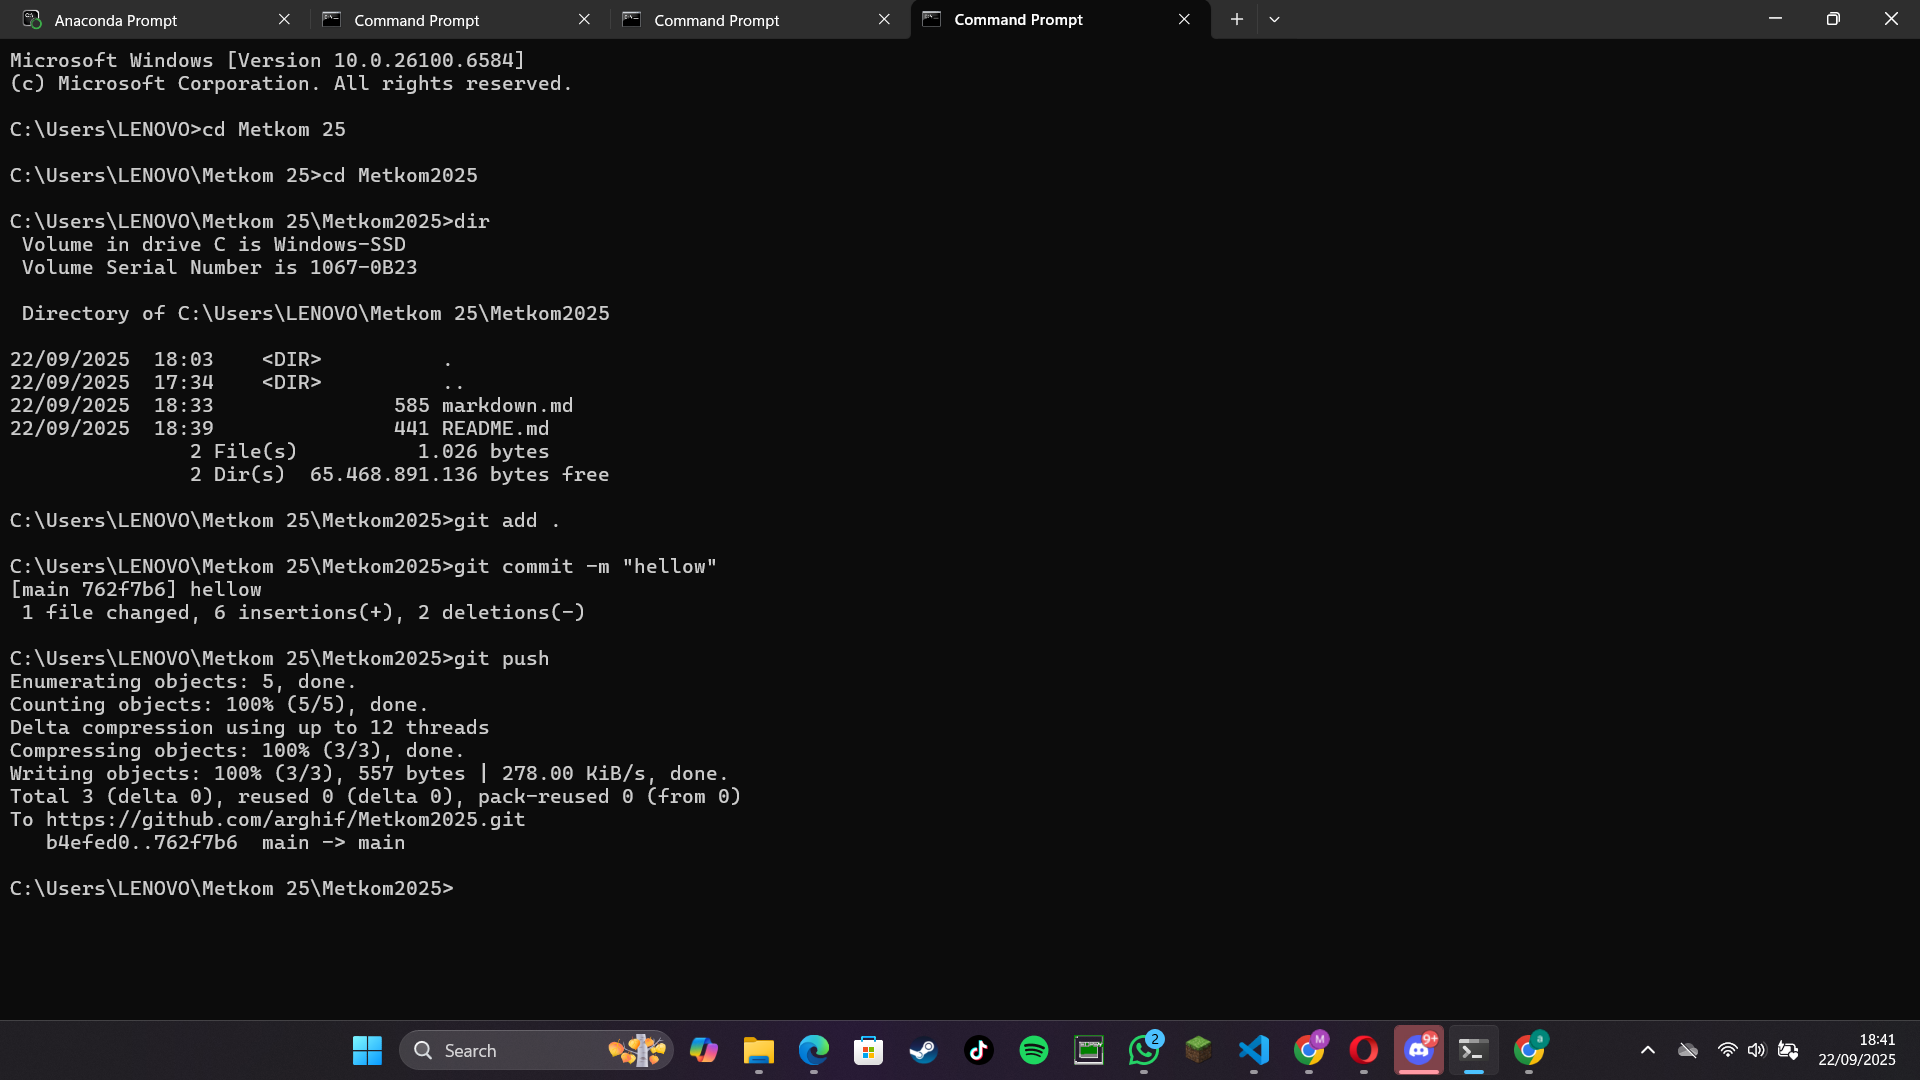 Anaconda Prompt
Command Prompt
Command Prompt
Command Prompt
Microsoft Windows [Version 10.0.26100.6584]
(c) Microsoft Corporation. All rights reserved.
C:\Users\LENOVO>cd Metkom 25
C:\Users\LENOVO\Metkom 25>cd Metkom2025
C:\Users\LENOVO\Metkom 25\Metkom2025>dir
 Volume in drive C is Windows-SSD
 Volume Serial Number is 1067-0B23
 Directory of C:\Users\LENOVO\Metkom 25\Metkom2025
22/09/2025  18:03    <DIR>          .
22/09/2025  17:34    <DIR>          ..
22/09/2025  18:33               585 markdown.md
22/09/2025  18:39               441 README.md
               2 File(s)          1.026 bytes
               2 Dir(s)  65.468.891.136 bytes free
C:\Users\LENOVO\Metkom 25\Metkom2025>git add .
C:\Users\LENOVO\Metkom 25\Metkom2025>git commit -m "hellow"
[main 762f7b6] hellow
 1 file changed, 6 insertions(+), 2 deletions(-)
C:\Users\LENOVO\Metkom 25\Metkom2025>git push
Enumerating objects: 5, done.
Counting objects: 100% (5/5), done.
Delta compression using up to 12 threads
Compressing objects: 100% (3/3), done.
Writing objects: 100% (3/3), 557 bytes | 278.00 KiB/s, done.
Total 3 (delta 0), reused 0 (delta 0), pack-reused 0 (from 0)
To https://github.com/arghif/Metkom2025.git
   b4efed0..762f7b6  main -> main
C:\Users\LENOVO\Metkom 25\Metkom2025>
Search
2
M
9+
a
18:41
22/09/2025